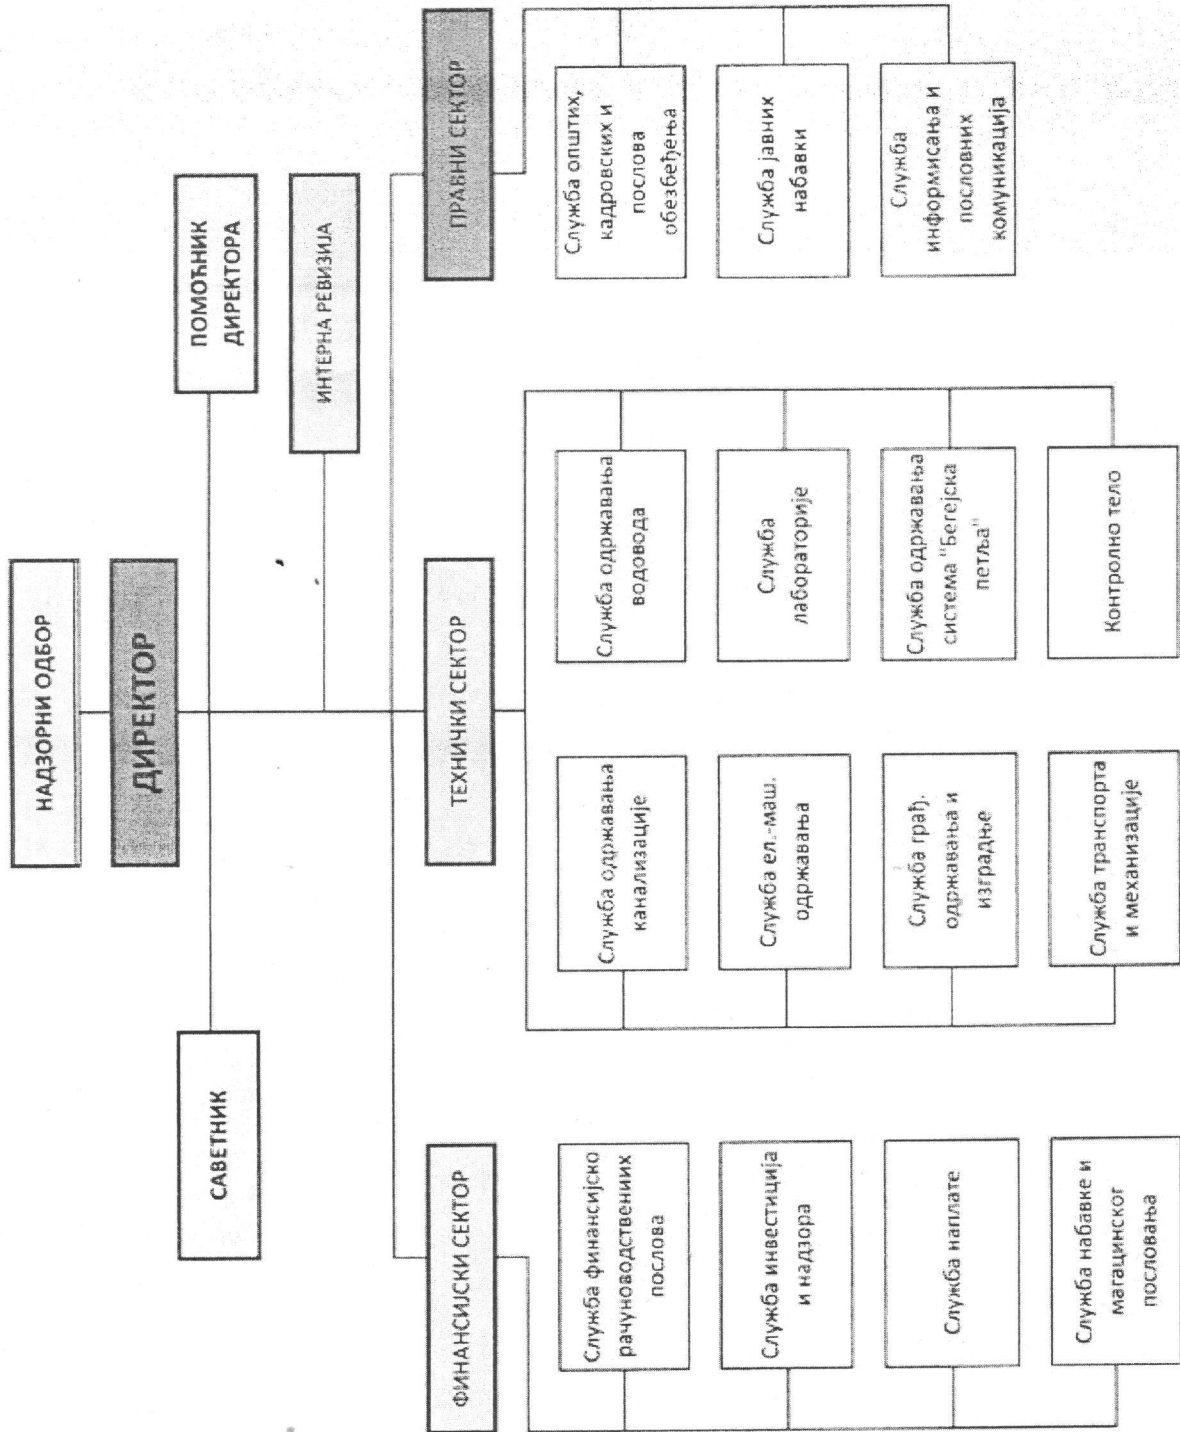 НАДЗОРНИ ОДБОР
ДИРЕКТОР
САВЕТНИК
ПОМОЋНИК
ДИРЕКТОРА
ИНТЕРНА РЕВИЗИЈА
ФИНАНСИЈСКИ СЕКТОР
ТЕХНИЧКИ СЕКТОР
ПРАВНИ СЕКТОР
Служба финансијско
рачуноводствениих
послова
Служба инвестиција
и надзора
Служба наплате
Служба набавке и
магацинског
пословања
Служба одржавања
канализације
Служба ел.-маш.
одржавања
Служба грађ.
одржавања и
изградње
Служба транспорта
и механизације
Служба одржавања
водовода
Служба
лабораторије
Служба одржавања
система "Бегејска
петља"
Контролно тело
Служба општих,
кадровских и
послова
обезбеђења
Служба јавних
набавки
Служба
информисања и
пословних
комуникација